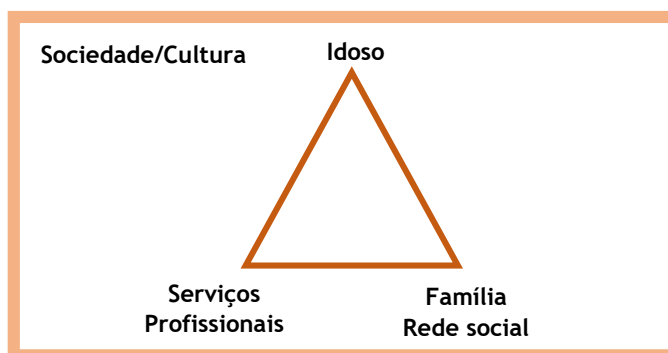 Sociedade/Cultura
Idoso
Serviços
Profissionais
Família
Rede social